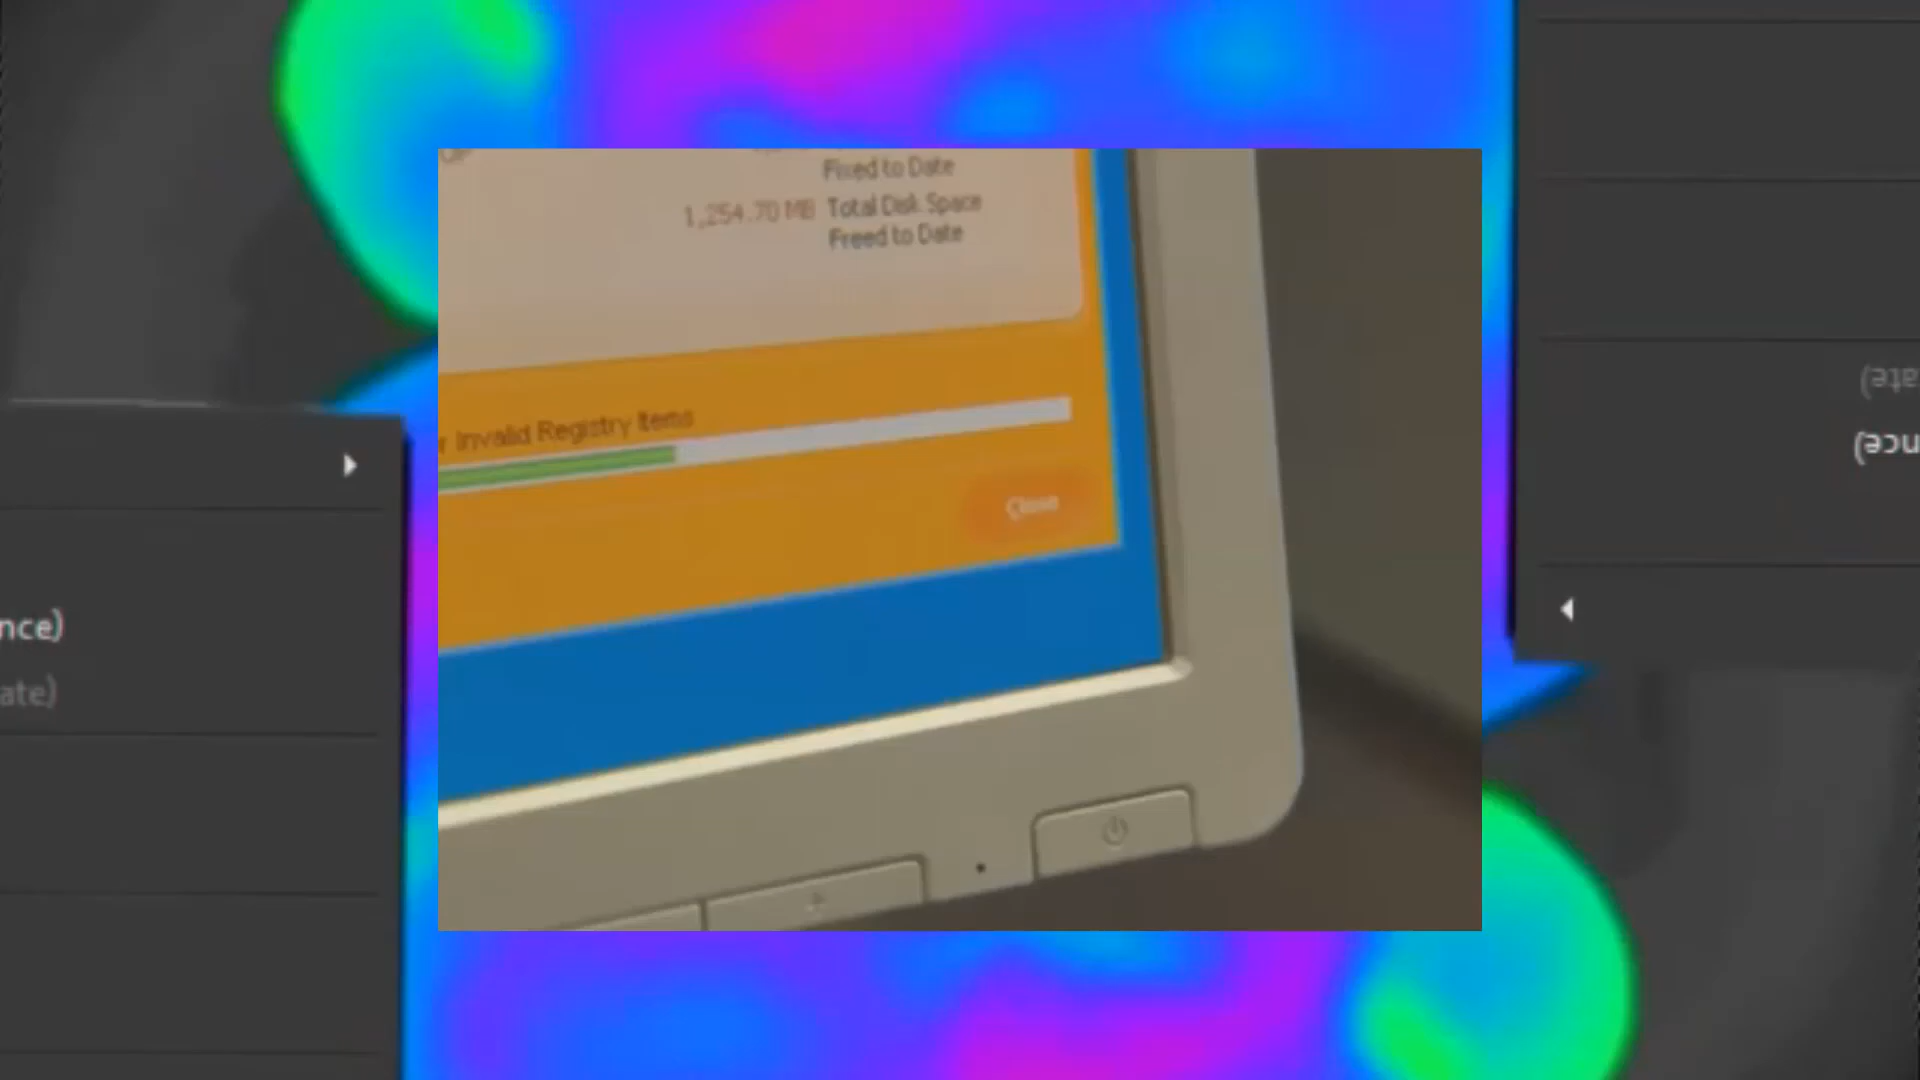 Fixed to Date
1,254.70 MB Total Disk Space
Freed to Date
Invalid Registry Items
Close
nce)
ate)
ate)
nce)